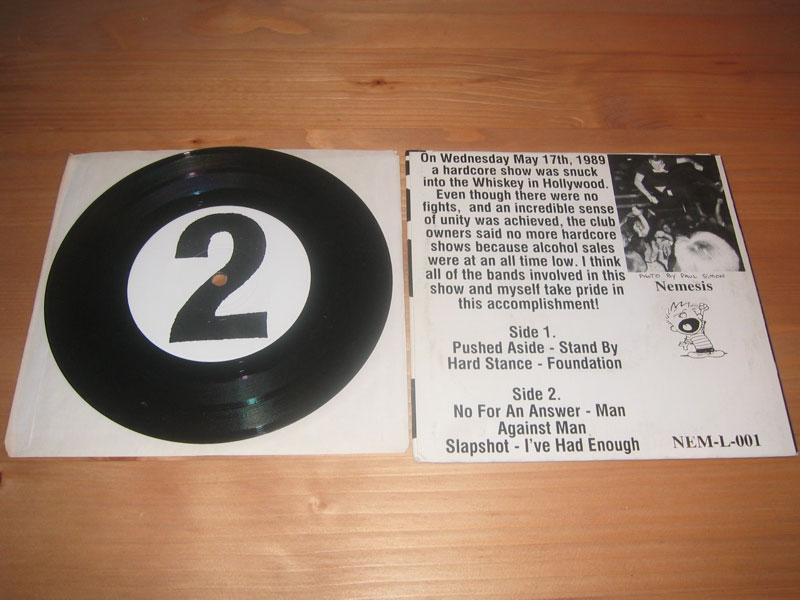 2
On Wednesday May 17th, 1989
a hardcore show was snuck
into the Whiskey in Hollywood.
Even though there were no
fights, and an incredible sense
of unity was achieved, the club
owners said no more hardcore
shows because alcohol sales
were at an all time low. I think
all of the bands involved in this
show and myself take pride in
this accomplishment!
PHOTO BY PAUL SIMON
Nemesis
Side 1.
Pushed Aside - Stand By
Hard Stance - Foundation
Side 2.
No For An Answer - Man
Against Man
Slapshot - I've Had Enough
NEM-L-001